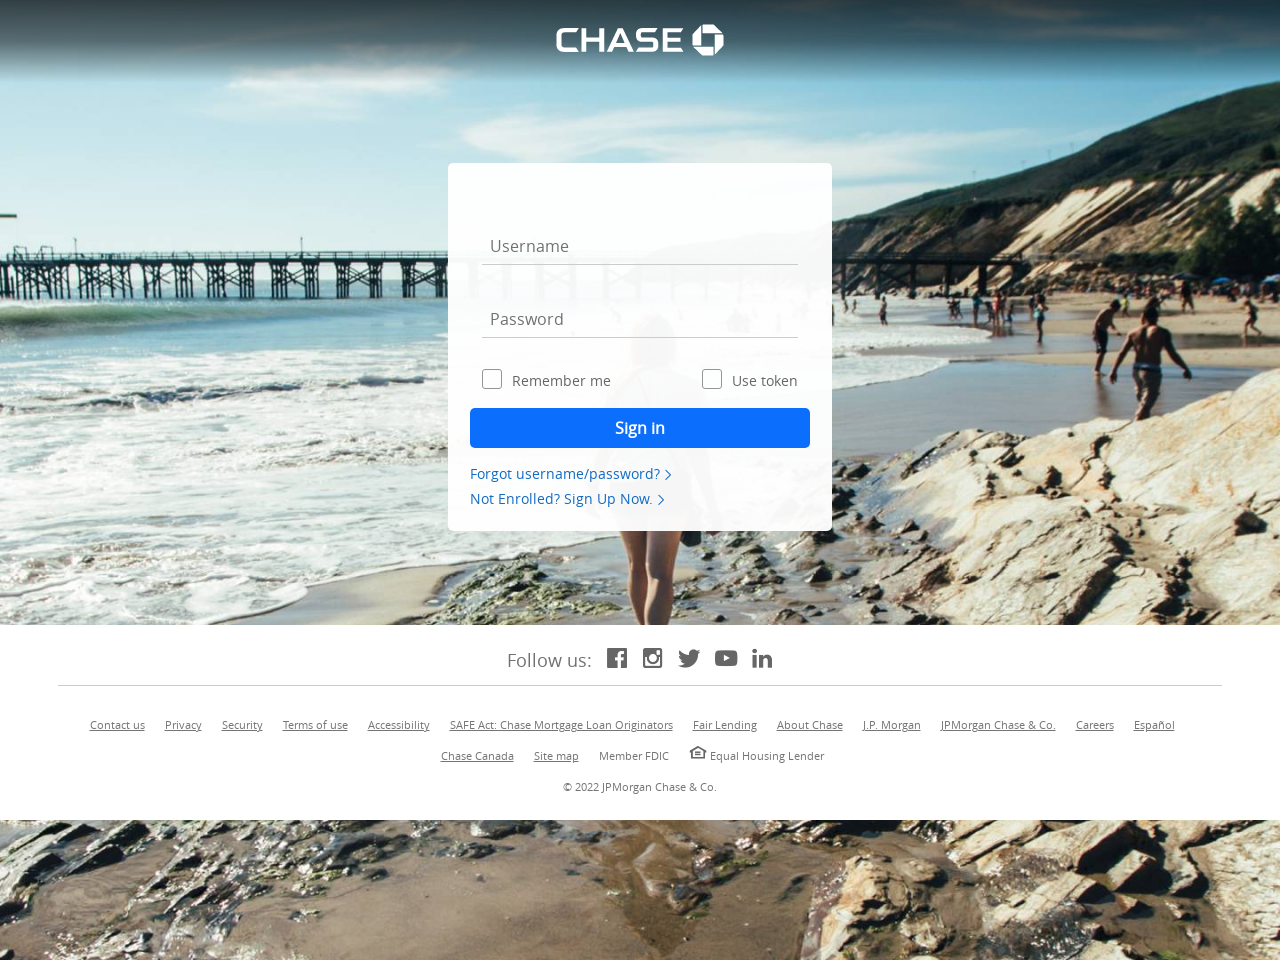 CHASE
Username
Password
Remember me
Use token
Sign in
Forgot username/password?
Not Enrolled? Sign Up Now.
Follow us:
Contact us Privacy Security Terms of use Accessibility SAFE Act: Chase Mortgage Loan Originators Fair Lending About Chase J.P. Morgan JPMorgan Chase & Co. Careers Español
Chase Canada Site map Member FDIC Equal Housing Lender
© 2022 JPMorgan Chase & Co.